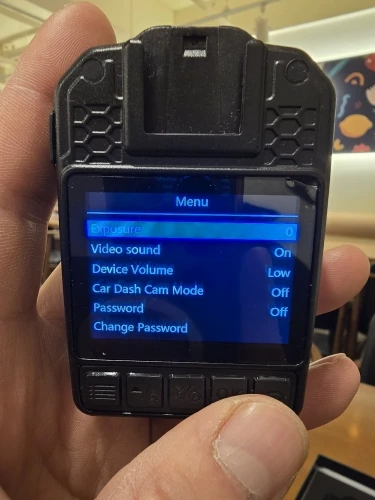 Menu
Exposure 0
Video sound On
Device Volume Low
Car Dash Cam Mode Off
Password Off
Change Password